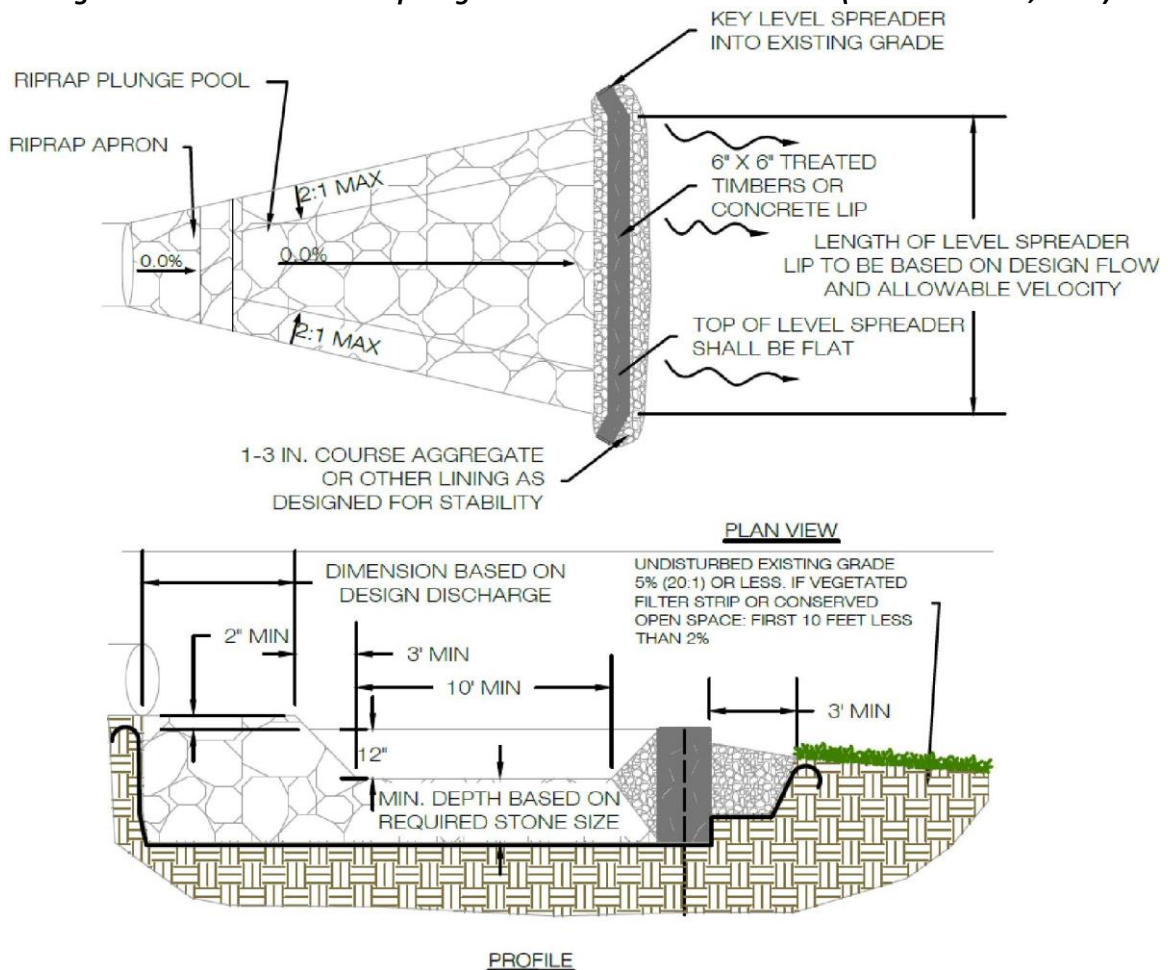 KEY LEVEL SPREADER
INTO EXISTING GRADE
RIPRAP PLUNGE POOL
RIPRAP APRON
2:1 MAX
6" X 6" TREATED
TIMBERS OR
CONCRETE LIP
0.0%
0.0%
LENGTH OF LEVEL SPREADER
LIP TO BE BASED ON DESIGN FLOW
AND ALLOWABLE VELOCITY
2:1 MAX
TOP OF LEVEL SPREADER
SHALL BE FLAT
1-3 IN. COURSE AGGREGATE
OR OTHER LINING AS
DESIGNED FOR STABILITY
PLAN VIEW
DIMENSION BASED ON
DESIGN DISCHARGE
UNDISTURBED EXISTING GRADE
5% (20:1) OR LESS. IF VEGETATED
FILTER STRIP OR CONSERVED
OPEN SPACE: FIRST 10 FEET LESS
THAN 2%
2" MIN
3' MIN
10' MIN
3' MIN
12"
MIN. DEPTH BASED ON
REQUIRED STONE SIZE
PROFILE